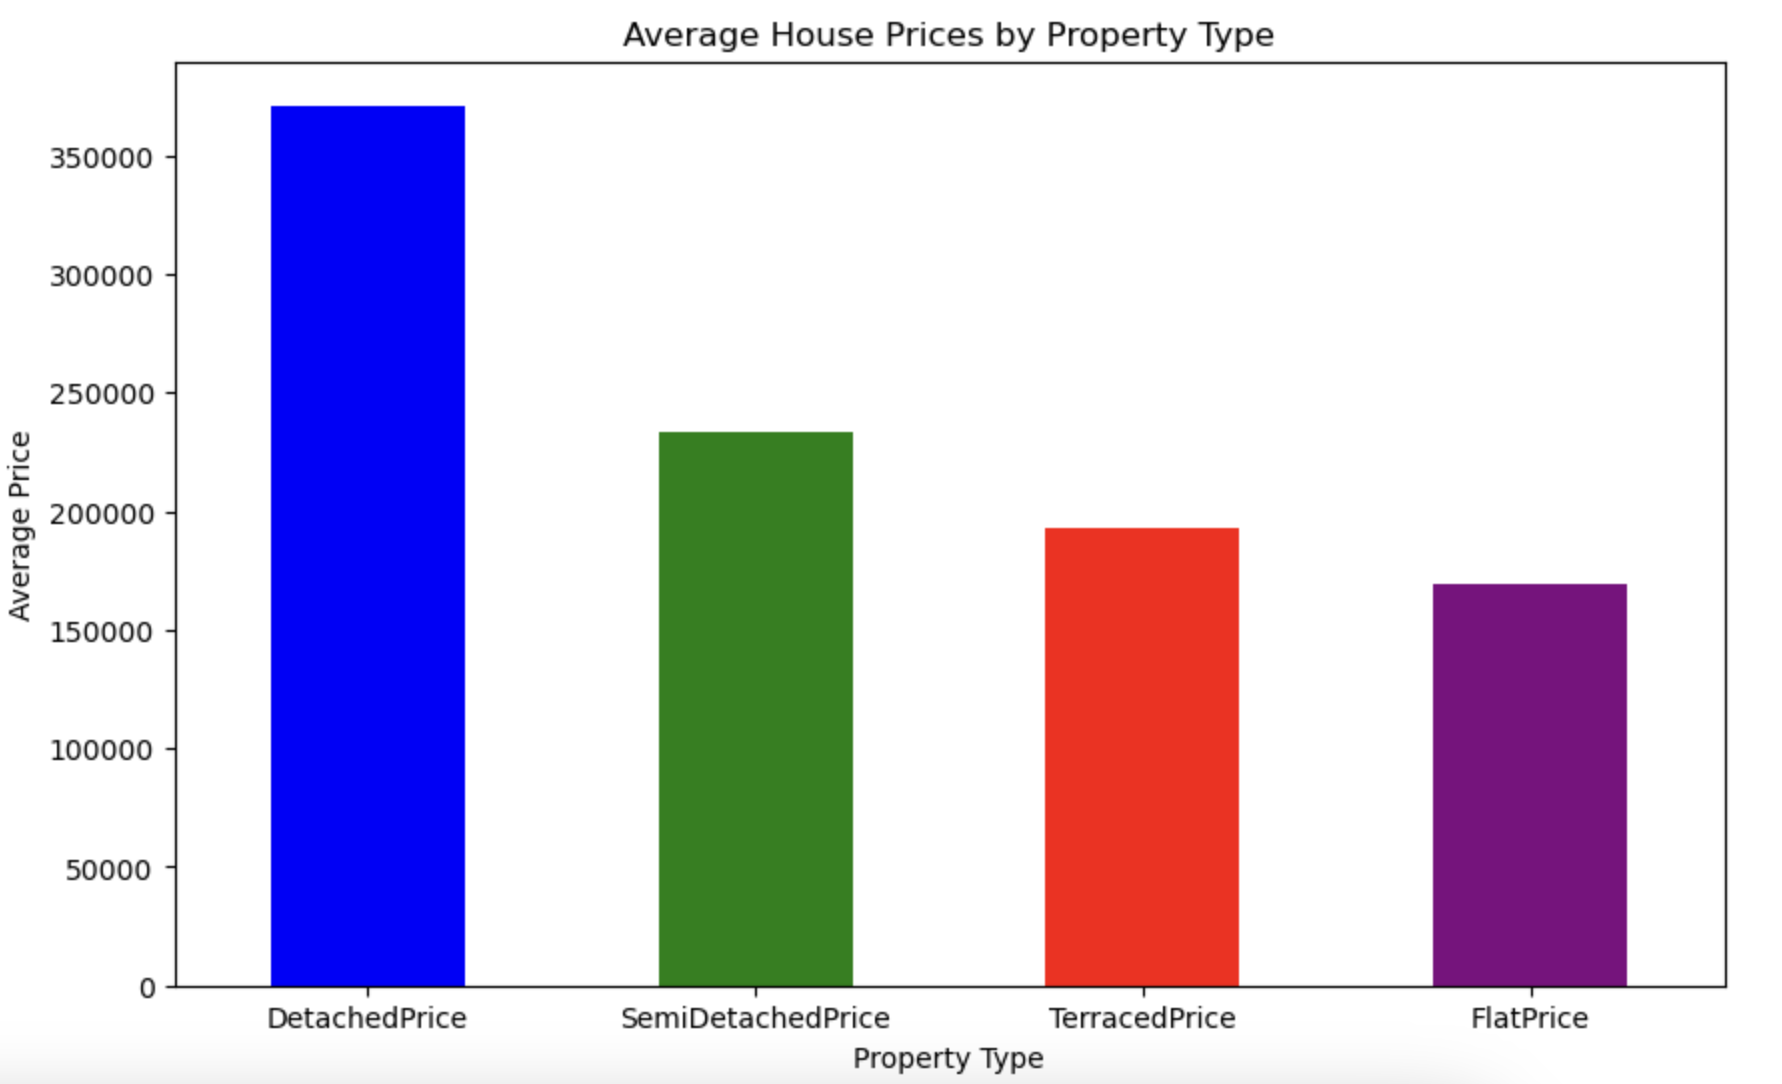 Average House Prices by Property Type
Average Price
350000
300000
250000
200000
150000
100000
50000
0
DetachedPrice SemiDetachedPrice TerracedPrice FlatPrice
Property Type